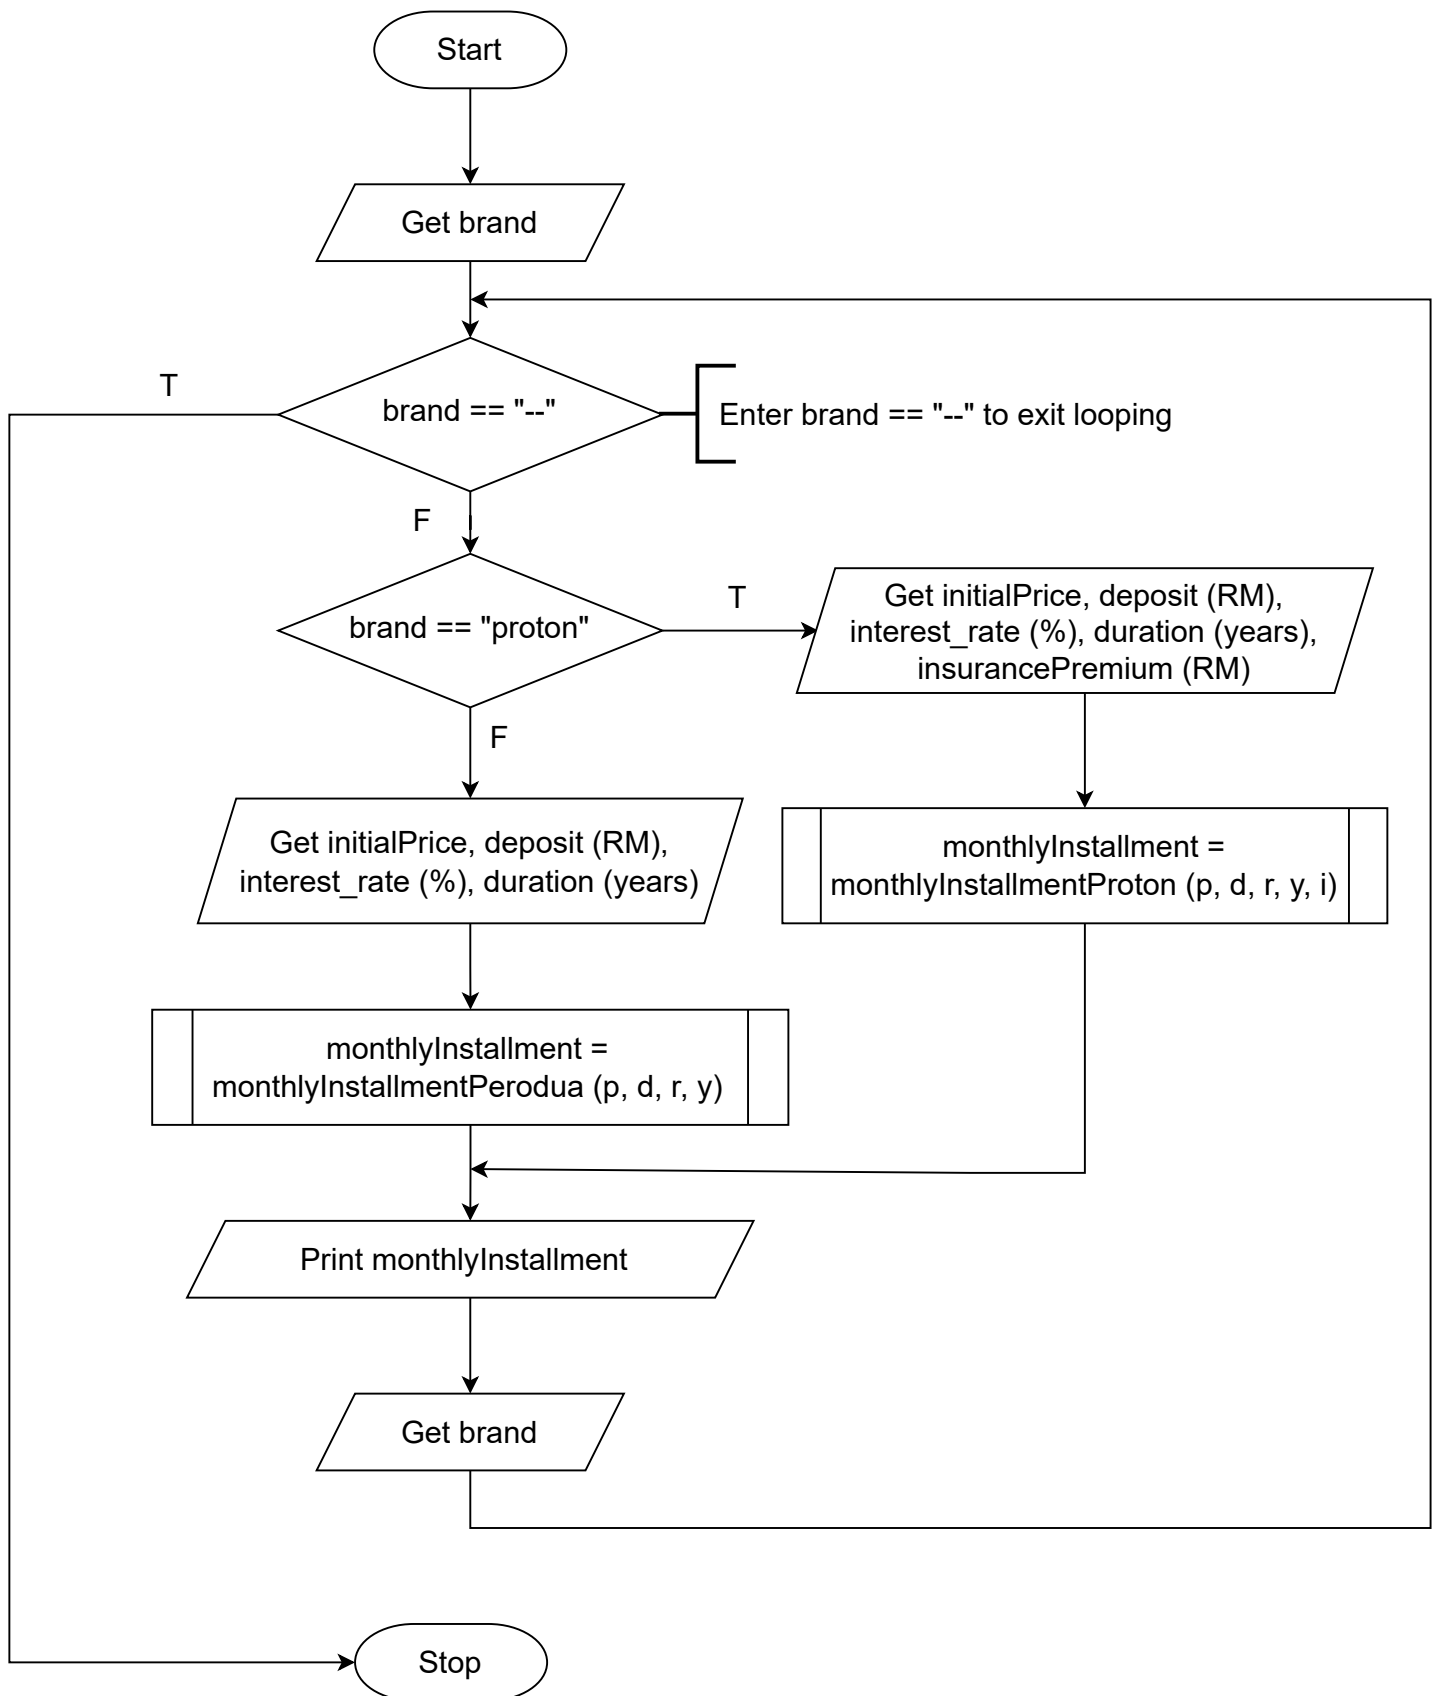 Start
Get brand
T
brand == "--"
Enter brand == "--" to exit looping
F
brand == "proton"
T
Get initialPrice, deposit (RM),
interest_rate (%), duration (years),
insurancePremium (RM)
F
Get initialPrice, deposit (RM),
interest_rate (%), duration (years)
monthlyInstallment =
monthlyInstallmentProton (p, d, r, y, i)
monthlyInstallment =
monthlyInstallmentPerodua (p, d, r, y)
Print monthlyInstallment
Get brand
Stop